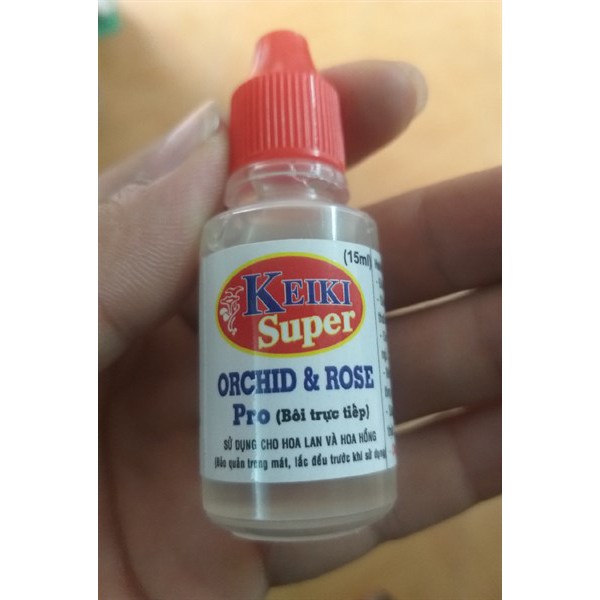 (15ml)
KEIKI
Super
ORCHID & ROSE
Pro (Bôi trực tiếp)
SỬ DỤNG CHO HOA LAN VÀ HOA HỒNG
(Bảo quản trong mát, lắc đều trước khi sử dụng)